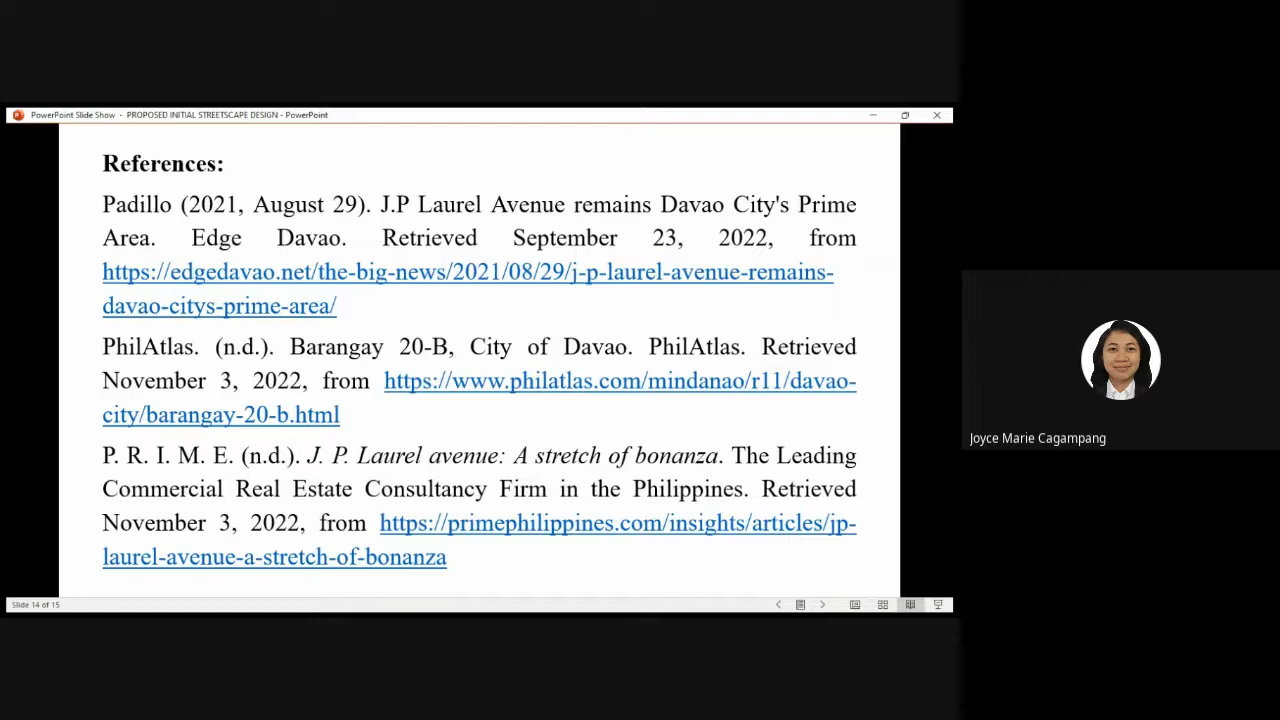 PowerPoint Slide Show - PROPOSED INITIAL STREETSCAPE DESIGN - PowerPoint
References:
Padillo (2021, August 29). J.P Laurel Avenue remains Davao City's Prime
Area. Edge Davao. Retrieved September 23, 2022, from
https://edgedavao.net/the-big-news/2021/08/29/j-p-laurel-avenue-remains-
davao-citys-prime-area/
PhilAtlas. (n.d.). Barangay 20-B, City of Davao. PhilAtlas. Retrieved
November 3, 2022, from https://www.philatlas.com/mindanao/r11/davao-
city/barangay-20-b.html
P. R. I. M. E. (n.d.). J. P. Laurel avenue: A stretch of bonanza. The Leading
Commercial Real Estate Consultancy Firm in the Philippines. Retrieved
November 3, 2022, from https://primephilippines.com/insights/articles/jp-
laurel-avenue-a-stretch-of-bonanza
Slide 14 of 15
Joyce Marie Cagampang